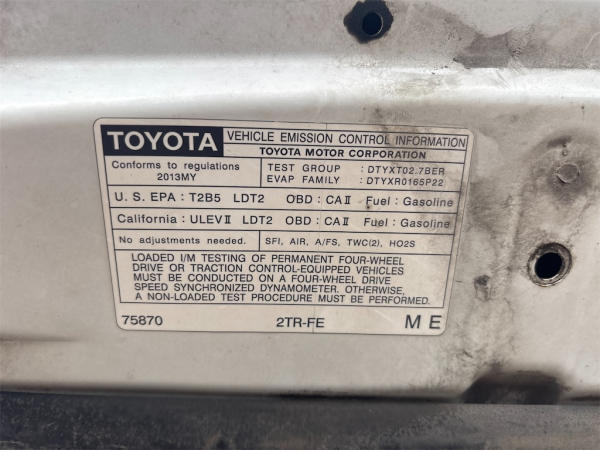 TOYOTA VEHICLE EMISSION CONTROL INFORMATION
TOYOTA MOTOR CORPORATION
Conforms to regulations
2013MY
TEST GROUP : DTYXT02.7BER
EVAP FAMILY : DTYXR0165P22
U. S. EPA : T2B5 LDT2 OBD : CAⅡ Fuel : Gasoline
California : ULEVⅡ LDT2 OBD : CAⅡ Fuel : Gasoline
No adjustments needed. SFI, AIR, A/FS, TWC(2), HO2S
LOADED I/M TESTING OF PERMANENT FOUR-WHEEL
DRIVE OR TRACTION CONTROL-EQUIPPED VEHICLES
MUST BE CONDUCTED ON A FOUR-WHEEL DRIVE
SPEED SYNCHRONIZED DYNAMOMETER. OTHERWISE,
A NON-LOADED TEST PROCEDURE MUST BE PERFORMED.
75870 2TR-FE M E